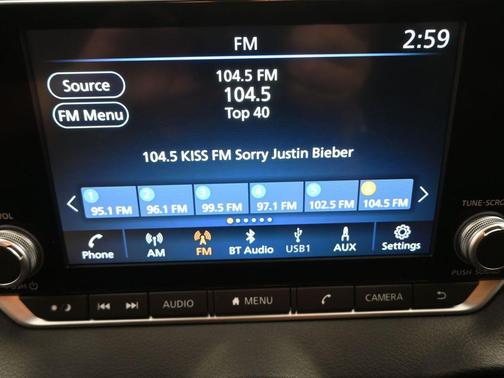 FM
2:59
Source
FM Menu
104.5 FM
104.5
Top 40
104.5 KISS FM Sorry Justin Bieber
1 2 3 4 5 6
95.1 FM 96.1 FM 99.5 FM 97.1 FM 102.5 FM 104.5 FM
Phone AM FM BT Audio USB1 AUX Settings
VOL
TUNE-SCROLL
PUSH SOUND
AUDIO MENU CAMERA